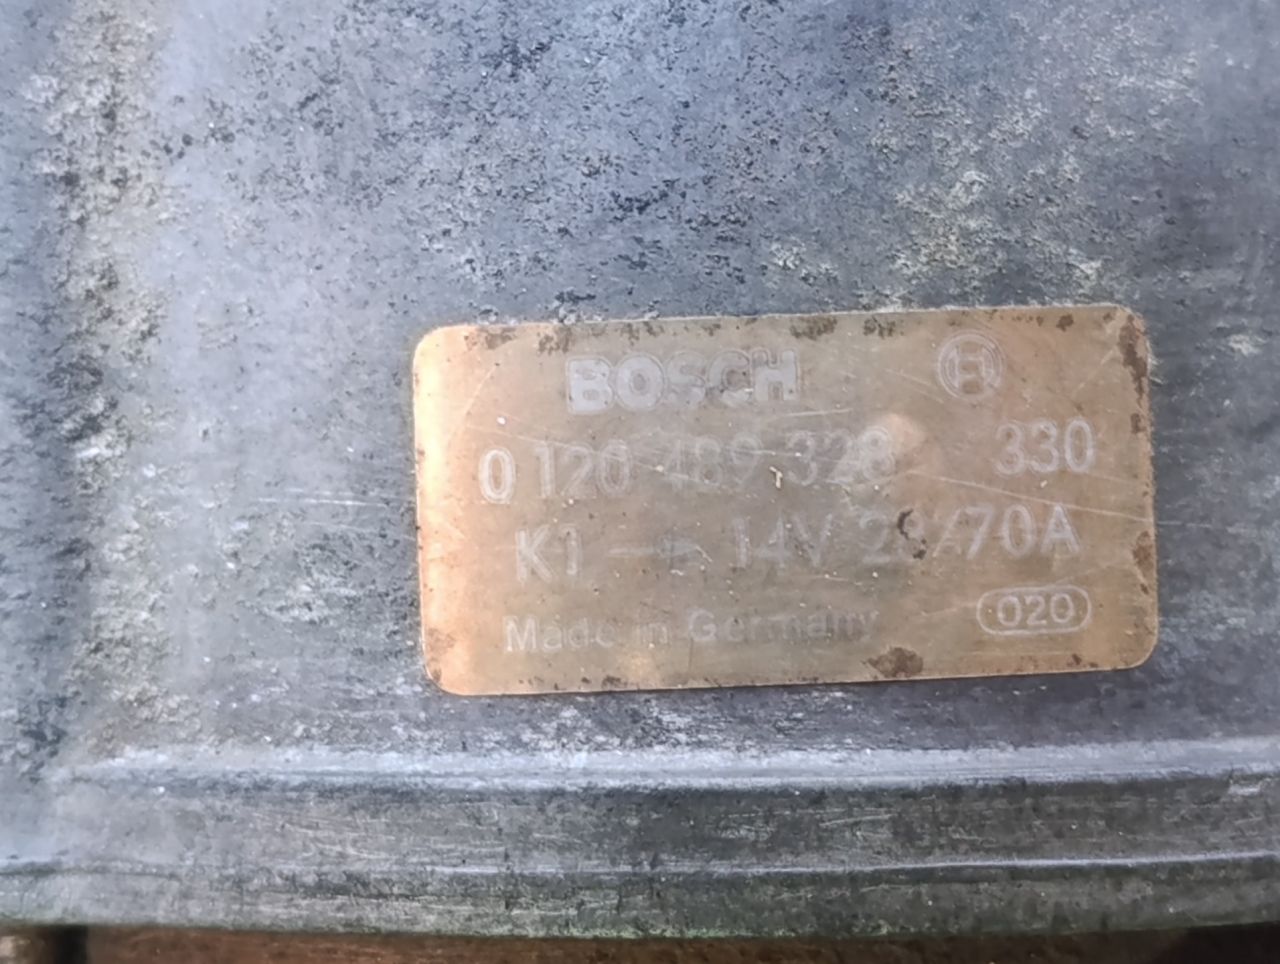 BOSCH
0 120 489 328 330
K1 → 14V 28/70A
Made in Germany 020